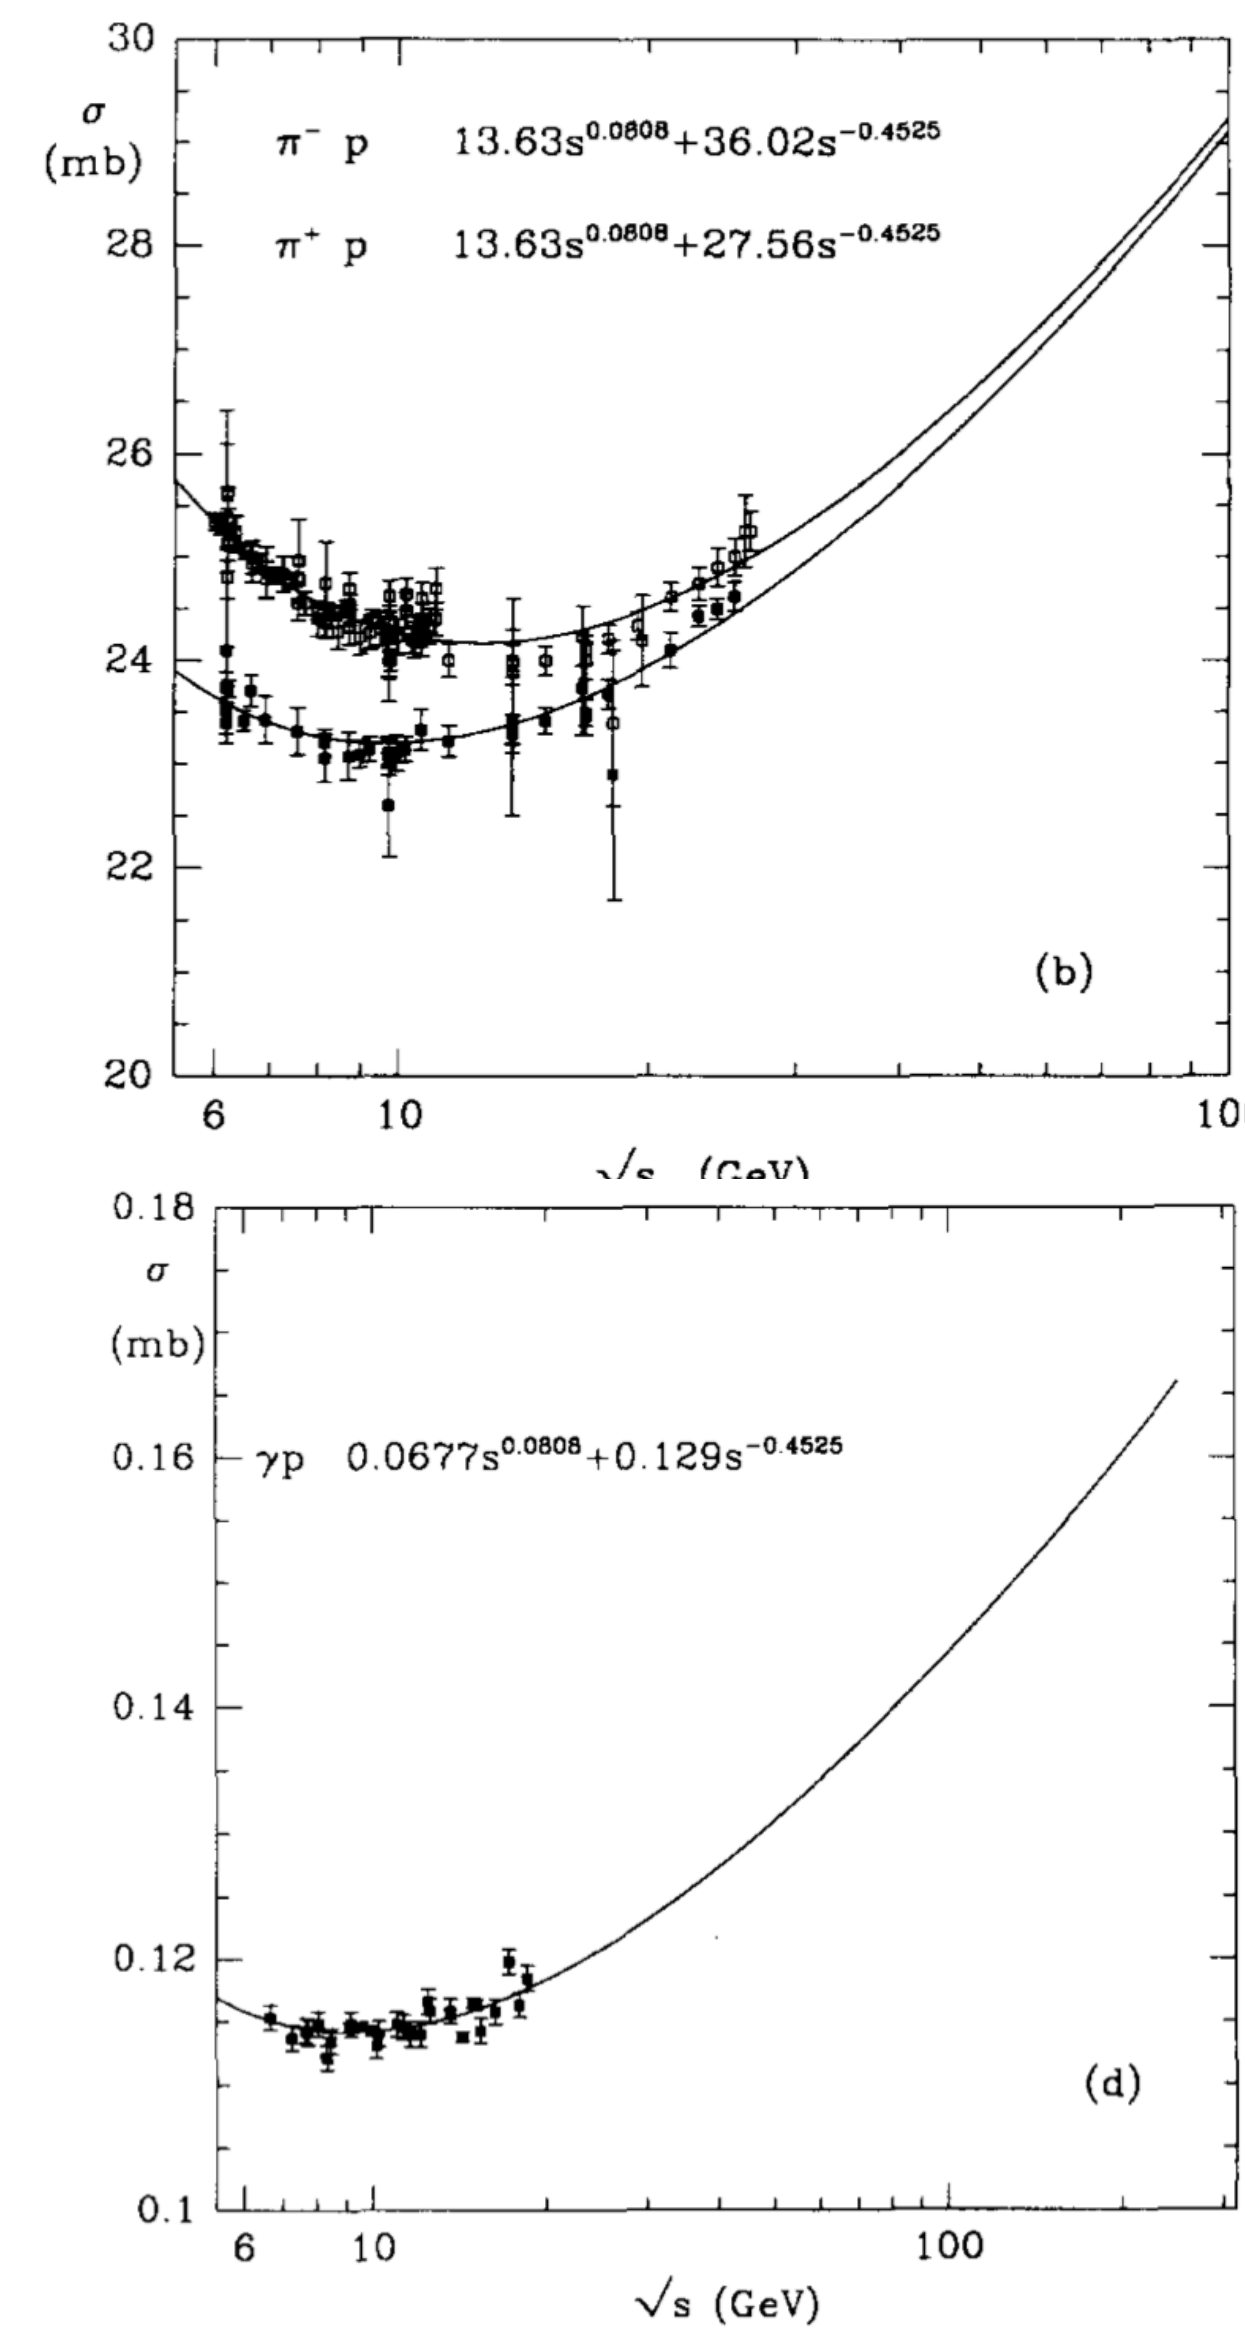 30
σ
(mb)
π⁻ p 13.63s^0.0808+36.02s^−0.4525
π⁺ p 13.63s^0.0808+27.56s^−0.4525
28
26
24
22
(b)
20
6 10 10
√s (GeV)
0.18
σ
(mb)
0.16
γp 0.0677s^0.0808+0.129s^−0.4525
0.14
0.12
(d)
0.1
6 10 100
√s (GeV)